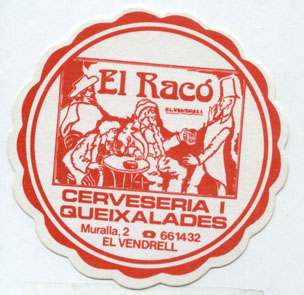 El Racó
EL VENDRELL
CERVESERIA I
QUEIXALADES
Muralla, 2 ☎ 661432
EL VENDRELL